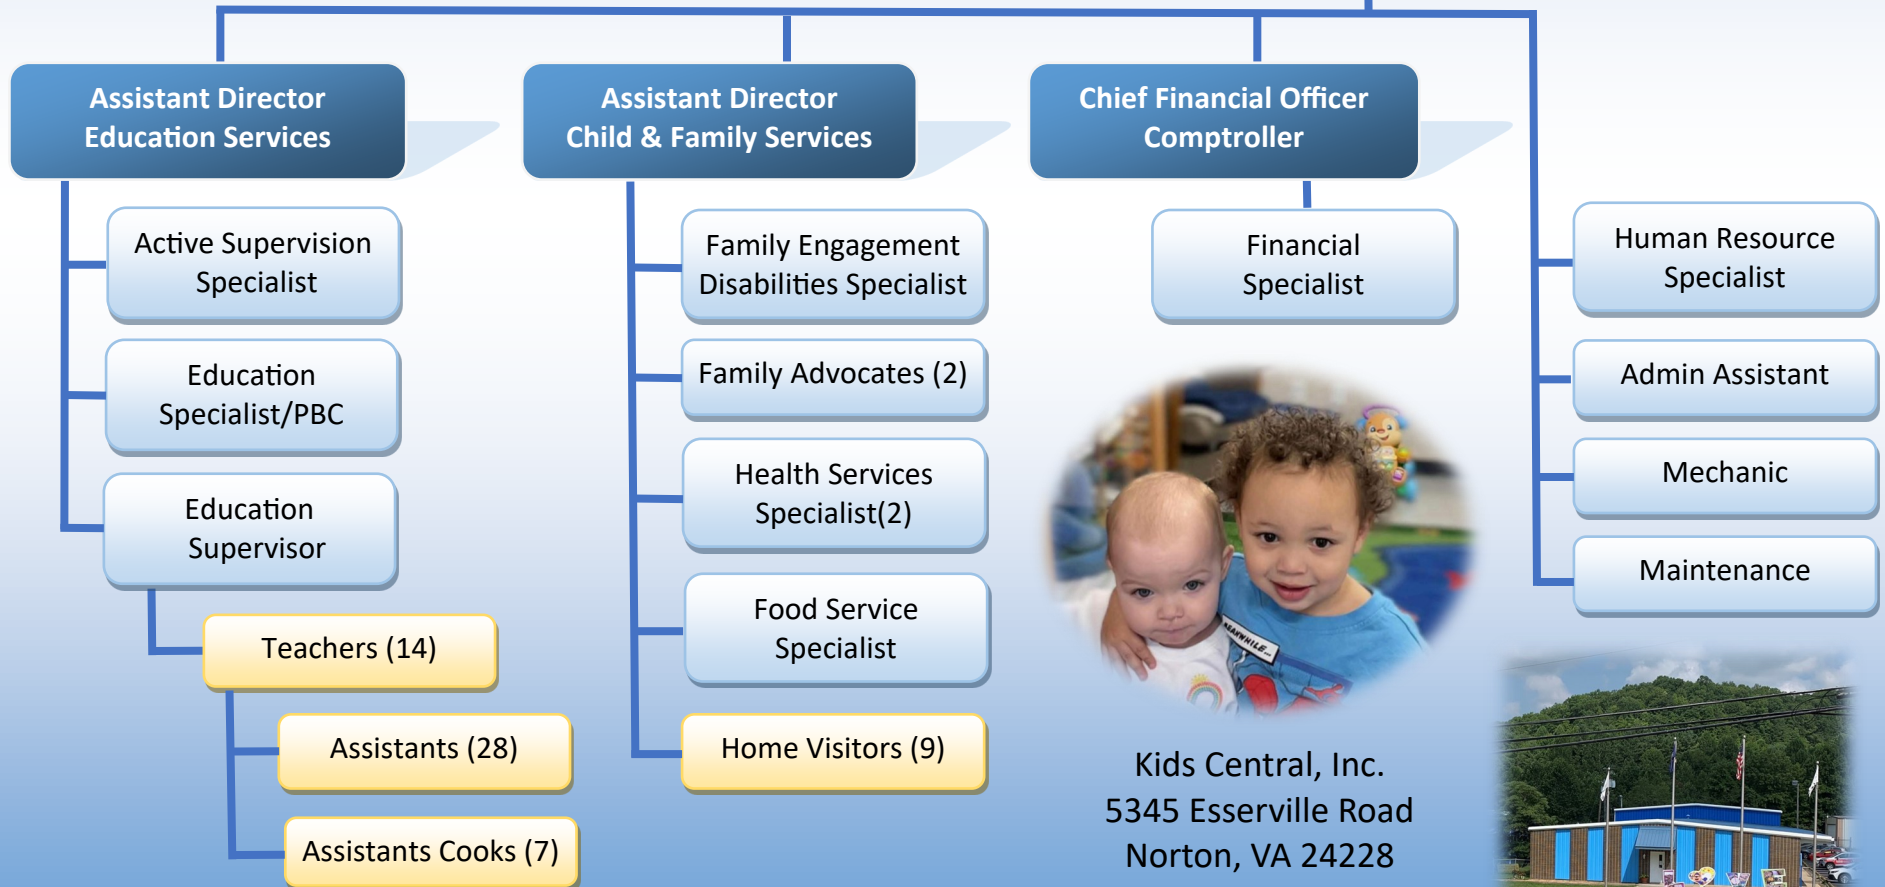 Assistant Director
Education Services
Active Supervision
Specialist
Education
Specialist/PBC
Education
Supervisor
Teachers (14)
Assistants (28)
Assistants Cooks (7)
Assistant Director
Child & Family Services
Family Engagement
Disabilities Specialist
Family Advocates (2)
Health Services
Specialist(2)
Food Service
Specialist
Home Visitors (9)
Chief Financial Officer
Comptroller
Financial
Specialist
MEANWHILE...
Kids Central, Inc.
5345 Esserville Road
Norton, VA 24228
Human Resource
Specialist
Admin Assistant
Mechanic
Maintenance